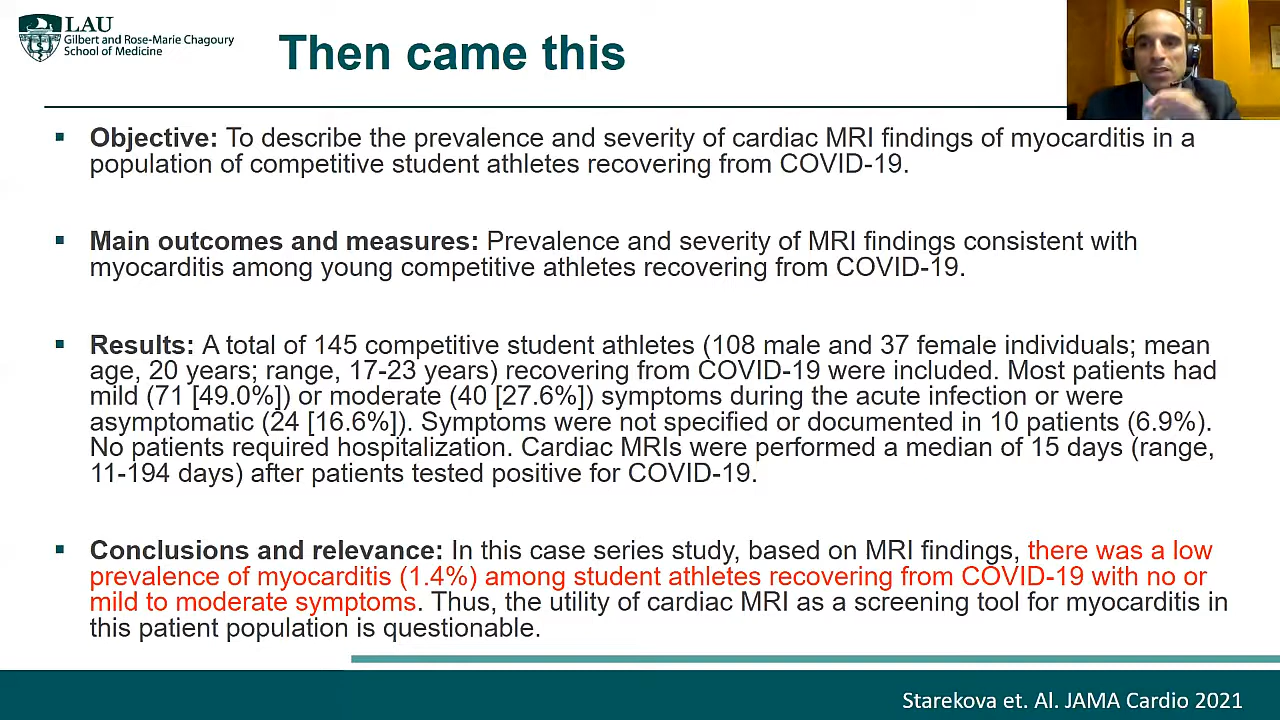 LAU
Gilbert and Rose-Marie Chagoury
School of Medicine
Then came this
▪ Objective: To describe the prevalence and severity of cardiac MRI findings of myocarditis in a
population of competitive student athletes recovering from COVID-19.
▪ Main outcomes and measures: Prevalence and severity of MRI findings consistent with
myocarditis among young competitive athletes recovering from COVID-19.
▪ Results: A total of 145 competitive student athletes (108 male and 37 female individuals; mean
age, 20 years; range, 17-23 years) recovering from COVID-19 were included. Most patients had
mild (71 [49.0%]) or moderate (40 [27.6%]) symptoms during the acute infection or were
asymptomatic (24 [16.6%]). Symptoms were not specified or documented in 10 patients (6.9%).
No patients required hospitalization. Cardiac MRIs were performed a median of 15 days (range,
11-194 days) after patients tested positive for COVID-19.
▪ Conclusions and relevance: In this case series study, based on MRI findings, there was a low
prevalence of myocarditis (1.4%) among student athletes recovering from COVID-19 with no or
mild to moderate symptoms. Thus, the utility of cardiac MRI as a screening tool for myocarditis in
this patient population is questionable.
Starekova et. Al. JAMA Cardio 2021